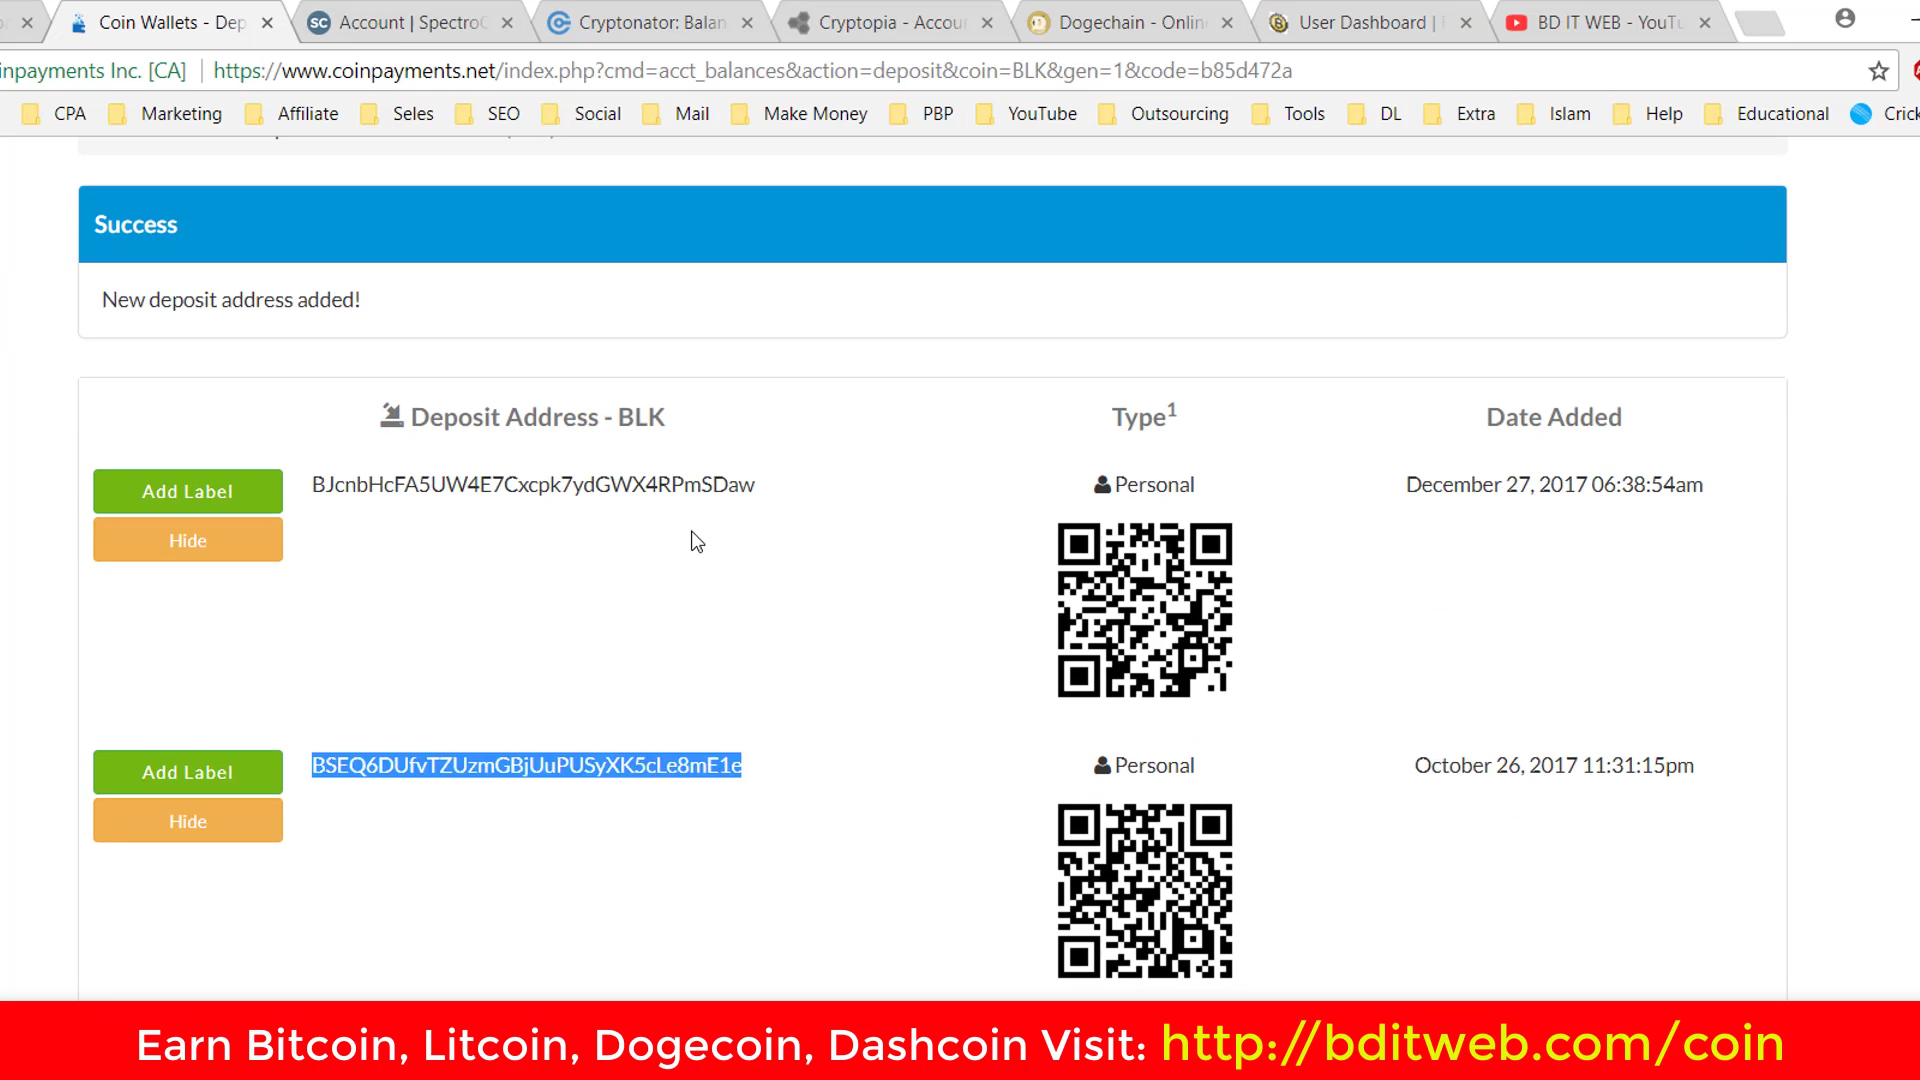 Coin Wallets - Dep
Account | Spectro
Cryptonator: Balan
Cryptopia - Accou
Dogechain - Onlin
User Dashboard |
BD IT WEB - YouTu
inpayments Inc. [CA] | https://www.coinpayments.net/index.php?cmd=acct_balances&action=deposit&coin=BLK&gen=1&code=b85d472a
CPA Marketing Affiliate Seles SEO Social Mail Make Money PBP YouTube Outsourcing Tools DL Extra Islam Help Educational Crick
Success
New deposit address added!
Deposit Address - BLK Type1 Date Added
Add Label BJcnbHcFA5UW4E7Cxcpk7ydGWX4RPmSDaw Personal December 27, 2017 06:38:54am
Hide
Add Label BSEQ6DUfvTZUzmGBjUuPUSyXK5cLe8mE1e Personal October 26, 2017 11:31:15pm
Hide
Earn Bitcoin, Litcoin, Dogecoin, Dashcoin Visit: http://bditweb.com/coin